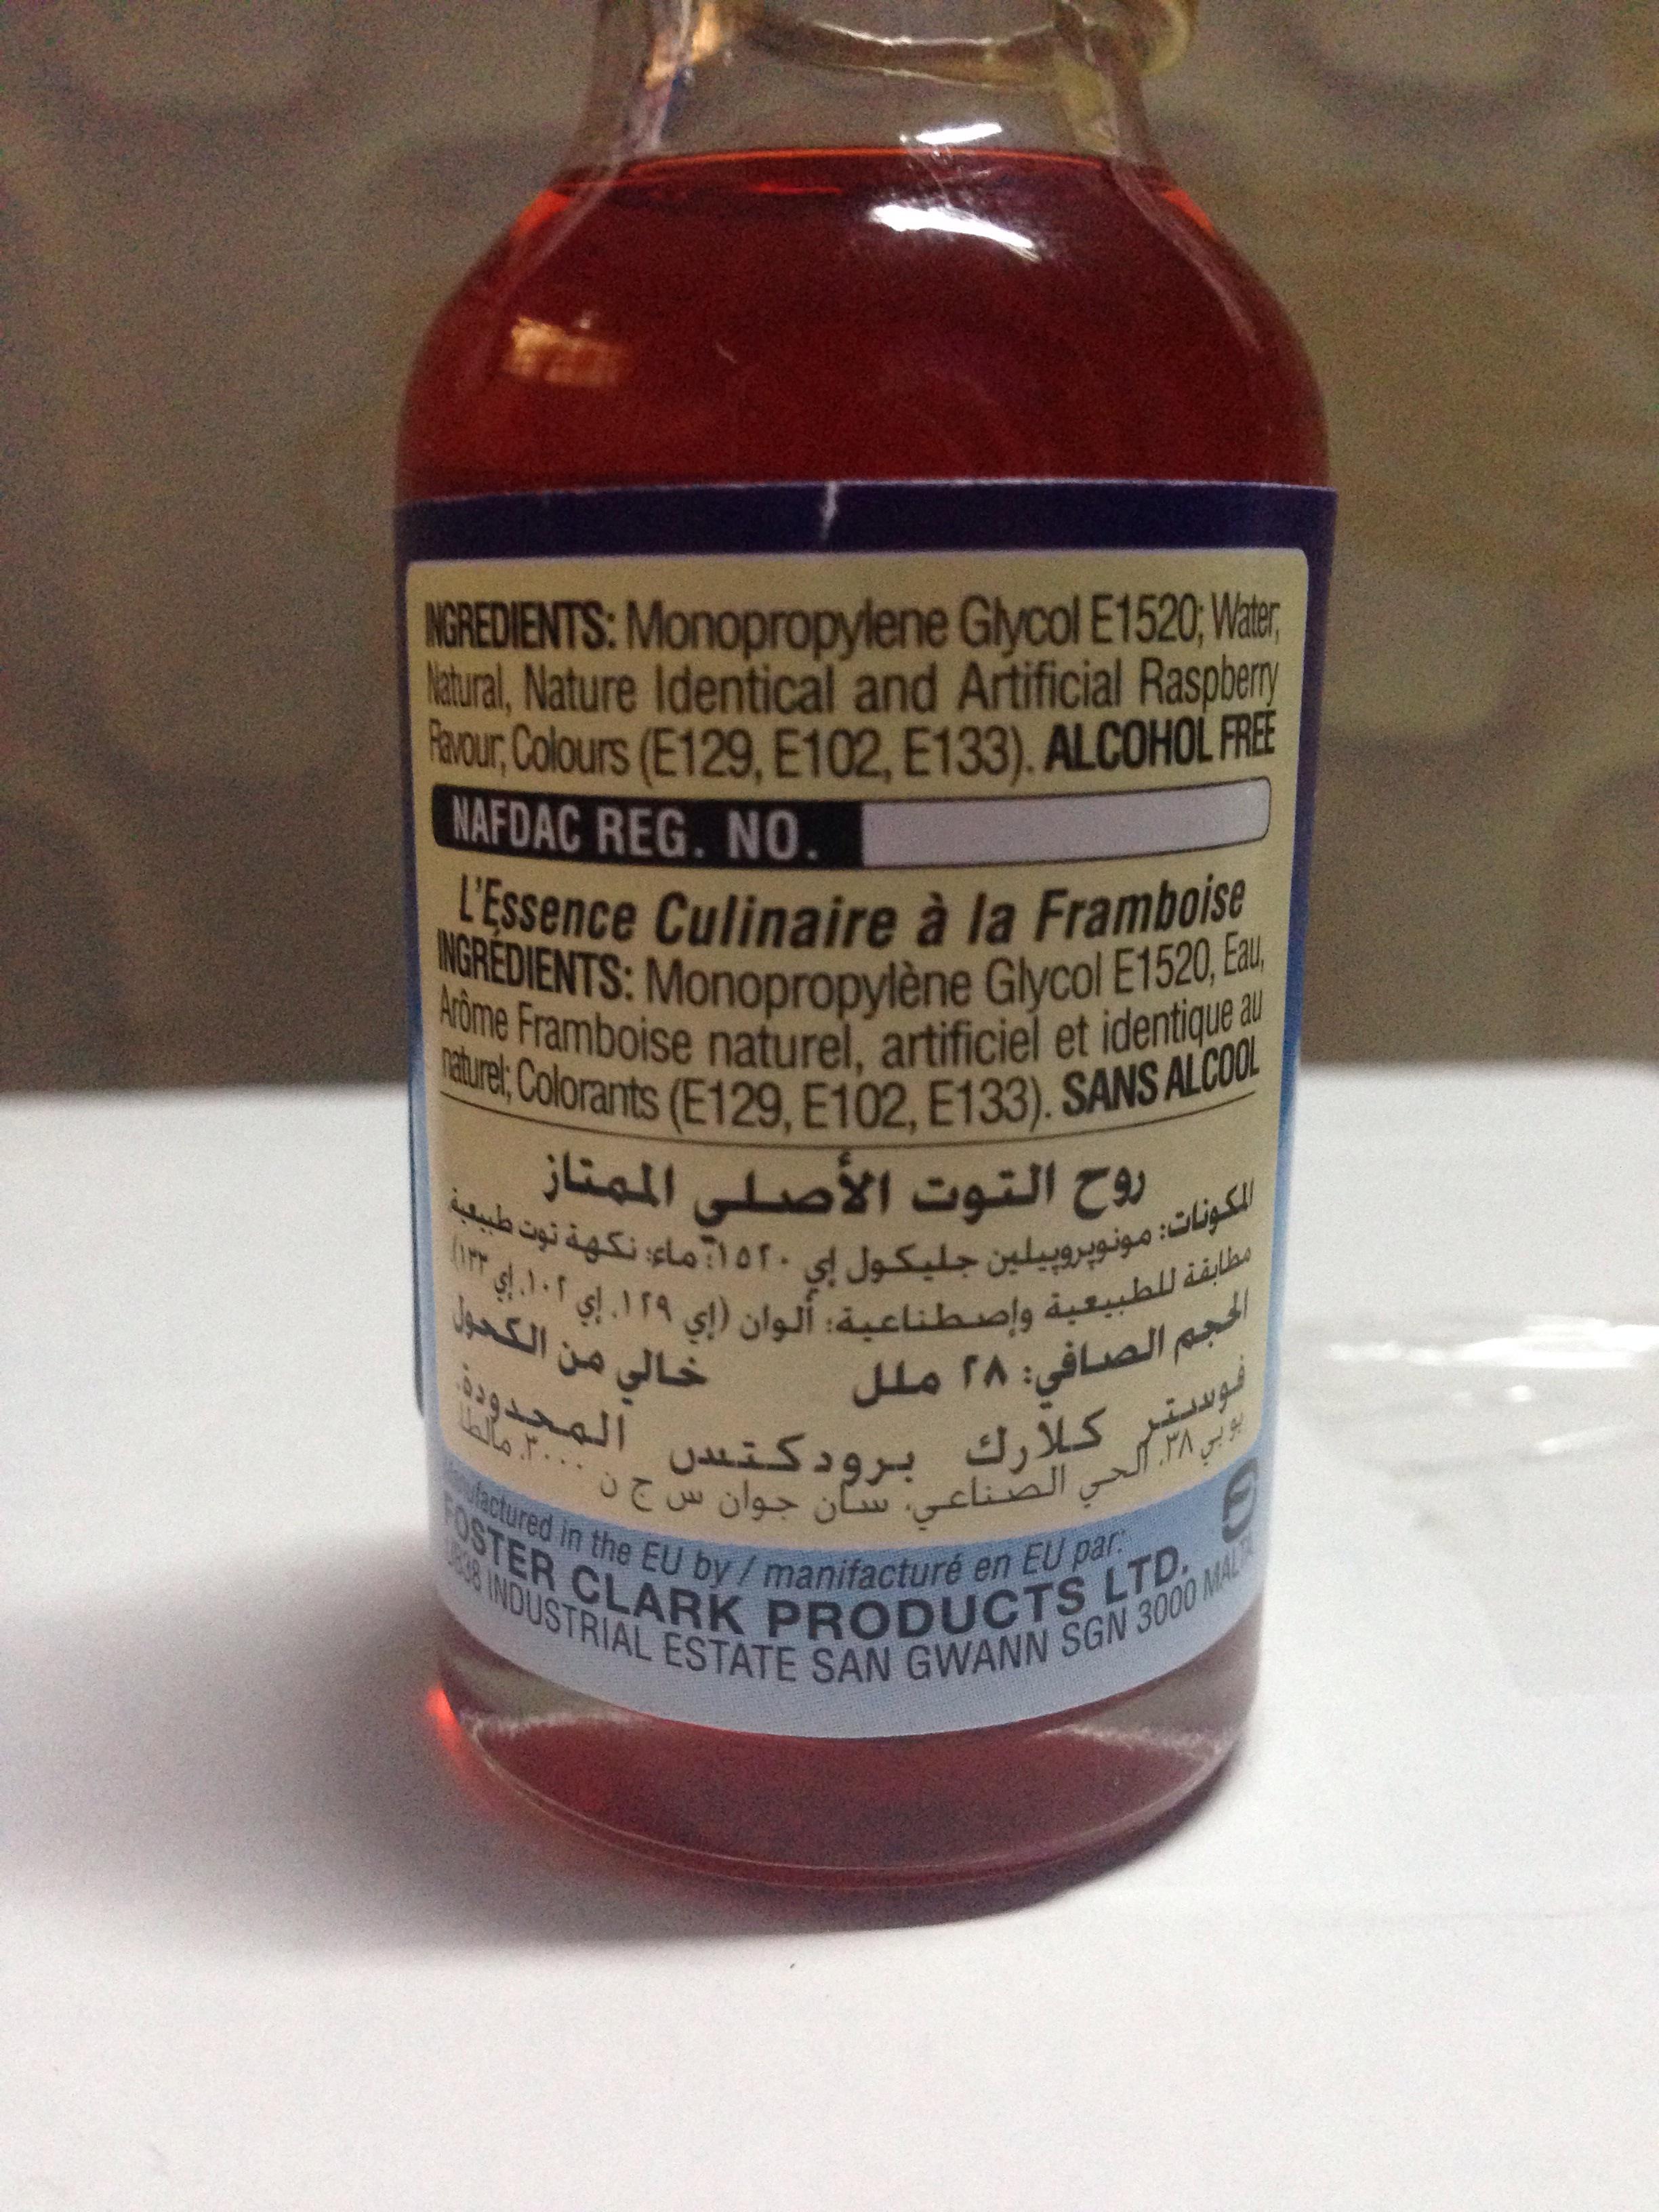 INGREDIENTS: Monopropylene Glycol E1520; Water,
Natural, Nature Identical and Artificial Raspberry
Flavour; Colours (E129, E102, E133). ALCOHOL FREE
NAFDAC REG. NO.
L'Essence Culinaire à la Framboise
INGRÉDIENTS: Monopropylène Glycol E1520, Eau,
Arôme Framboise naturel, artificiel et identique au
naturel; Colorants (E129, E102, E133). SANS ALCOOL
روح التوت الأصلي الممتاز
المكونات: مونوبروبيلين جليكول إي ١٥٢٠؛ ماء؛ نكهة توت طبيعية
مطابقة للطبيعية وإصطناعية؛ ألوان (إي ١٢٩، إي ١٠٢، إي ١٣٣).
الحجم الصافي: ٢٨ ملل خالي من الكحول
فوستر كلارك برودكتس المحدودة.
يو بي ٣٨، الحي الصناعي، سان جوان س ج ن ٣٠٠٠، مالطا
Manufactured in the EU by / manifacturé en EU par:
FOSTER CLARK PRODUCTS LTD.
INDUSTRIAL ESTATE SAN GWANN SGN 3000 MALTA